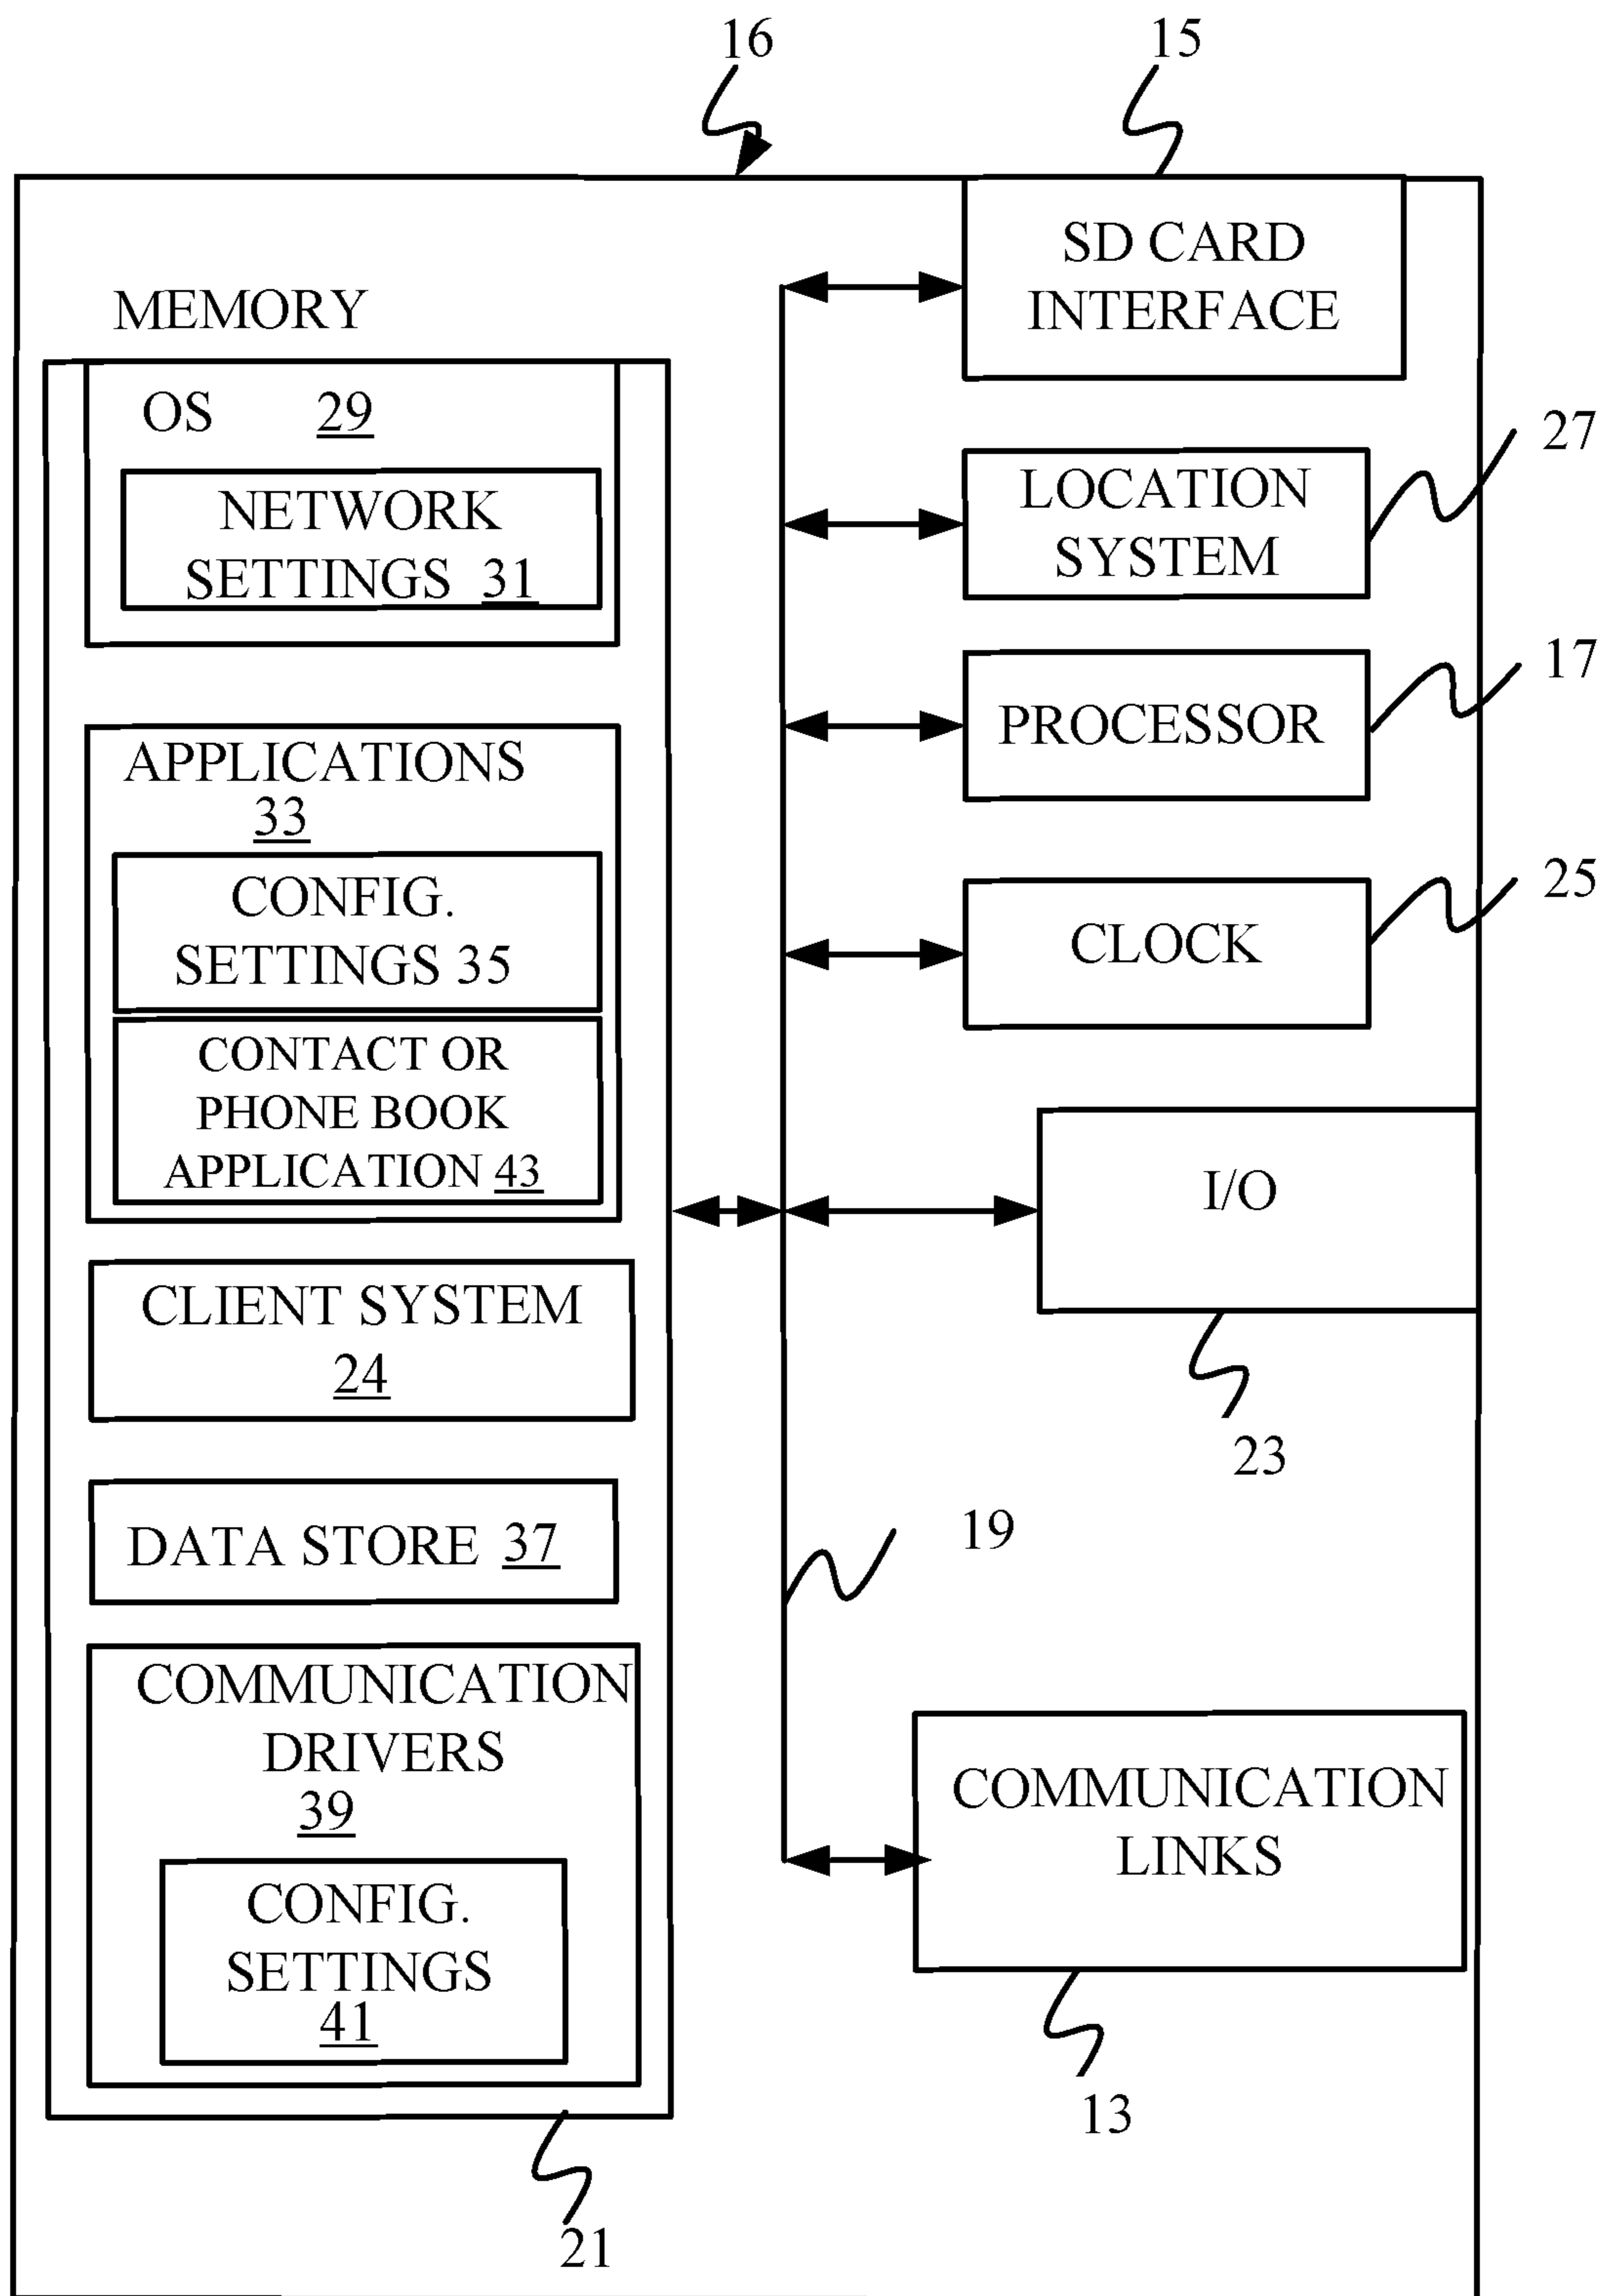 16
15
SD CARD
INTERFACE
MEMORY
OS 29
NETWORK
SETTINGS 31
27
LOCATION
SYSTEM
17
PROCESSOR
APPLICATIONS
33
CONFIG.
SETTINGS 35
25
CLOCK
CONTACT OR
PHONE BOOK
APPLICATION 43
I/O
23
CLIENT SYSTEM
24
19
DATA STORE 37
COMMUNICATION
DRIVERS
39
CONFIG.
SETTINGS
41
COMMUNICATION
LINKS
13
21